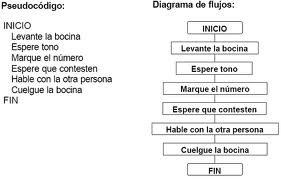 Pseudocódigo:
INICIO
Levante la bocina
Espere tono
Marque el número
Espere que contesten
Hable con la otra persona
Cuelgue la bocina
FIN
Diagrama de flujos:
INICIO
Levante la bocina
Espere tono
Marque el número
Espere que contesten
Hable con la otra persona
Cuelgue la bocina
FIN